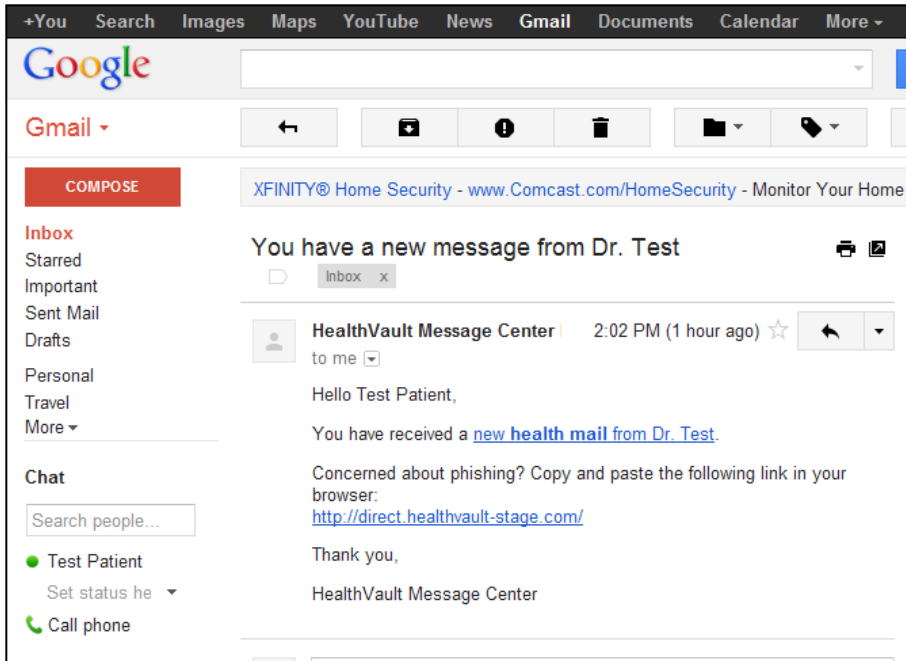 +You Search Images Maps YouTube News Gmail Documents Calendar More
Google
Gmail
COMPOSE
XFINITY® Home Security - www.Comcast.com/HomeSecurity - Monitor Your Home
Inbox
Starred
Important
Sent Mail
Drafts
Personal
Travel
More
Chat
Search people...
Test Patient
Set status he
Call phone
You have a new message from Dr. Test
Inbox x
HealthVault Message Center 2:02 PM (1 hour ago)
to me
Hello Test Patient,
You have received a new health mail from Dr. Test.
Concerned about phishing? Copy and paste the following link in your
browser:
http://direct.healthvault-stage.com/
Thank you,
HealthVault Message Center